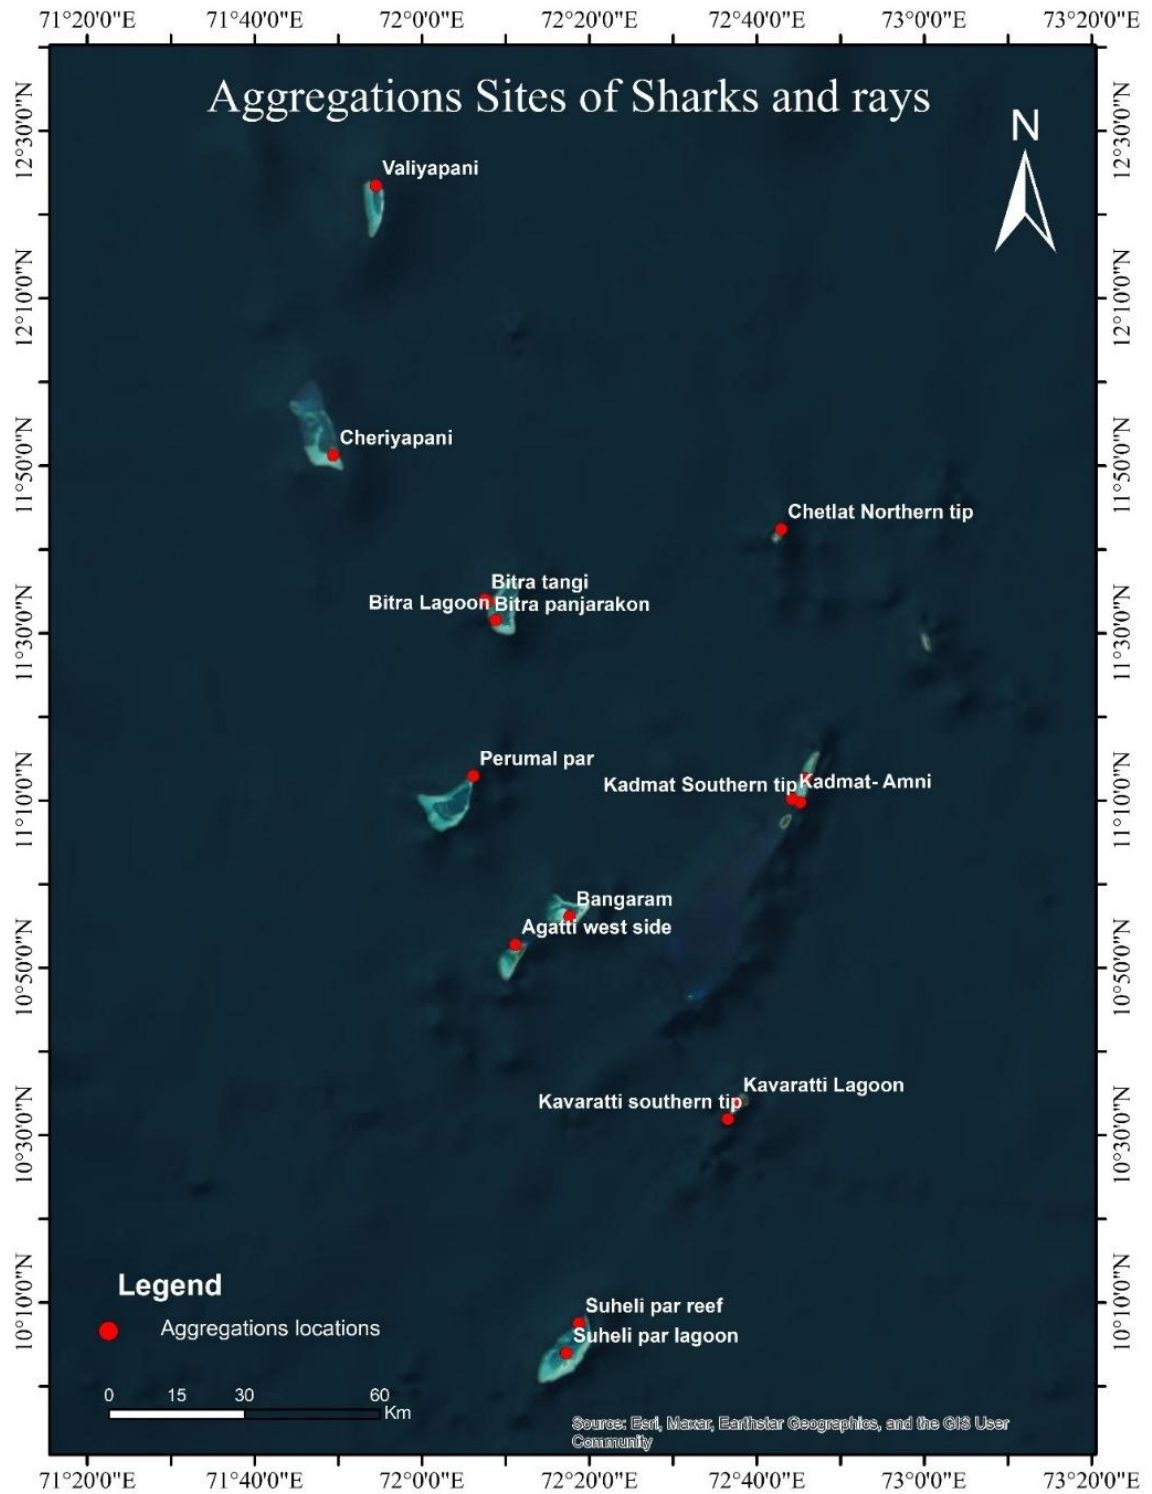 71°20'0"E 71°40'0"E 72°0'0"E 72°20'0"E 72°40'0"E 73°0'0"E 73°20'0"E
Aggregations Sites of Sharks and rays
N
12°30'0"N 12°30'0"N
Valiyapani
12°10'0"N 12°10'0"N
Cheriyapani
11°50'0"N 11°50'0"N
Chetlat Northern tip
Bitra tangi
Bitra Lagoon Bitra panjarakon
11°30'0"N 11°30'0"N
Perumal par
Kadmat Southern tip Kadmat- Amni
11°10'0"N 11°10'0"N
Bangaram
Agatti west side
10°50'0"N 10°50'0"N
Kavaratti Lagoon
Kavaratti southern tip
10°30'0"N 10°30'0"N
Legend
Suheli par reef
10°10'0"N 10°10'0"N
Aggregations locations
Suheli par lagoon
0 15 30 60
Km
Source: Esri, Maxar, Earthstar Geographics, and the GIS User
Community
71°20'0"E 71°40'0"E 72°0'0"E 72°20'0"E 72°40'0"E 73°0'0"E 73°20'0"E